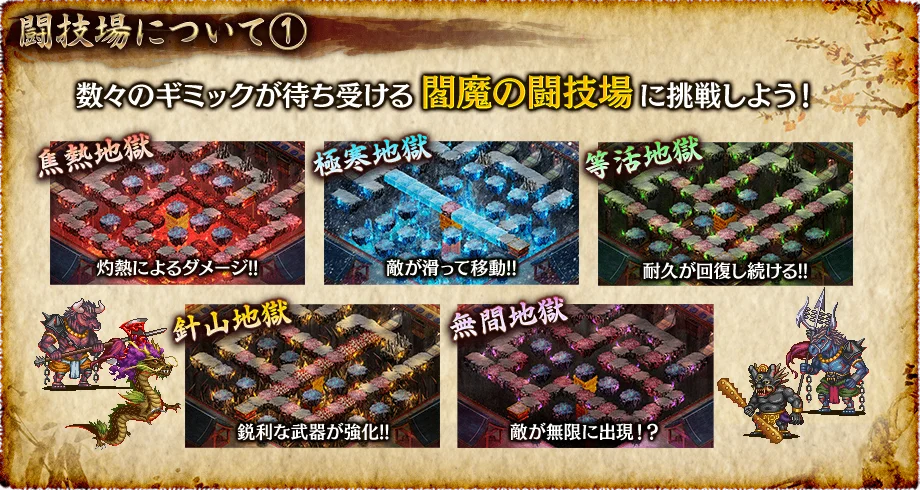 闘技場について①
数々のギミックが待ち受ける 閻魔の闘技場 に挑戦しよう！
焦熱地獄
灼熱によるダメージ!!
極寒地獄
敵が滑って移動!!
等活地獄
耐久が回復し続ける!!
針山地獄
鋭利な武器が強化!!
無間地獄
敵が無限に出現！？